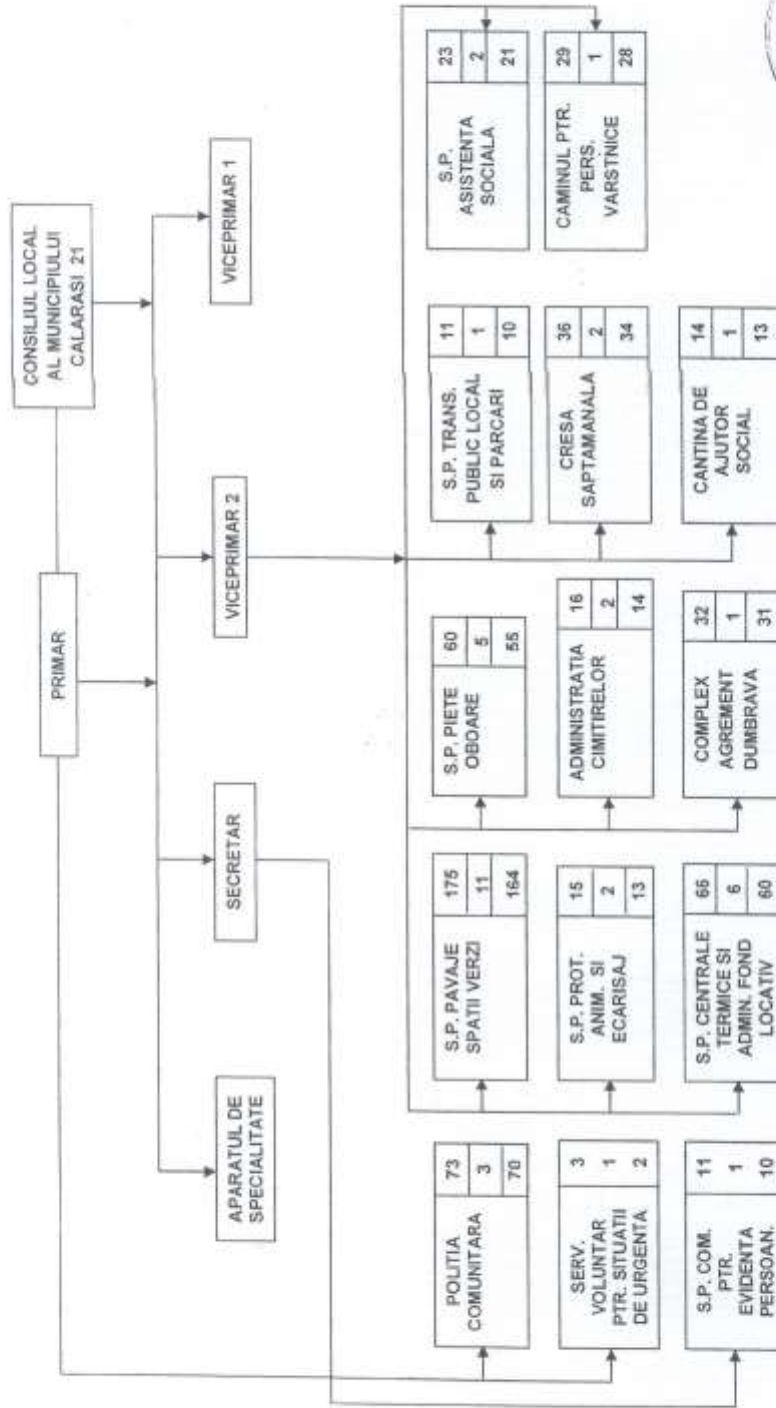 CONSILIUL LOCAL
AL MUNICIPIULUI
CALARASI 21
PRIMAR
VICEPRIMAR 1
VICEPRIMAR 2
SECRETAR
APARATUL DE
SPECIALITATE
POLITIA
COMUNITARA
73
3
70
S.P. PAVAJE
SPATII VERZI
175
11
164
S.P. PIETE
OBOARE
60
5
55
S.P. TRANS.
PUBLIC LOCAL
SI PARCARI
11
1
10
S.P.
ASISTENTA
SOCIALA
23
2
21
SERV.
VOLUNTAR
PTR. SITUATII
DE URGENTA
3
1
2
S.P. PROT.
ANIM. SI
ECARISAJ
15
2
13
ADMINISTRATIA
CIMITIRELOR
16
2
14
CRESA
SAPTAMANALA
36
2
34
CAMINUL PTR.
PERS.
VARSTNICE
29
1
28
S.P. COM.
PTR.
EVIDENTA
PERSOAN.
11
1
10
S.P. CENTRALE
TERMICE SI
ADMIN. FOND
LOCATIV
66
6
60
COMPLEX
AGREMENT
DUMBRAVA
32
1
31
CANTINA DE
AJUTOR
SOCIAL
14
1
13